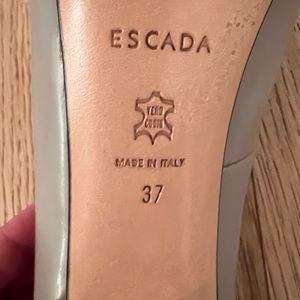 ESCADA
VERO
CUOIO
MADE IN ITALY
37